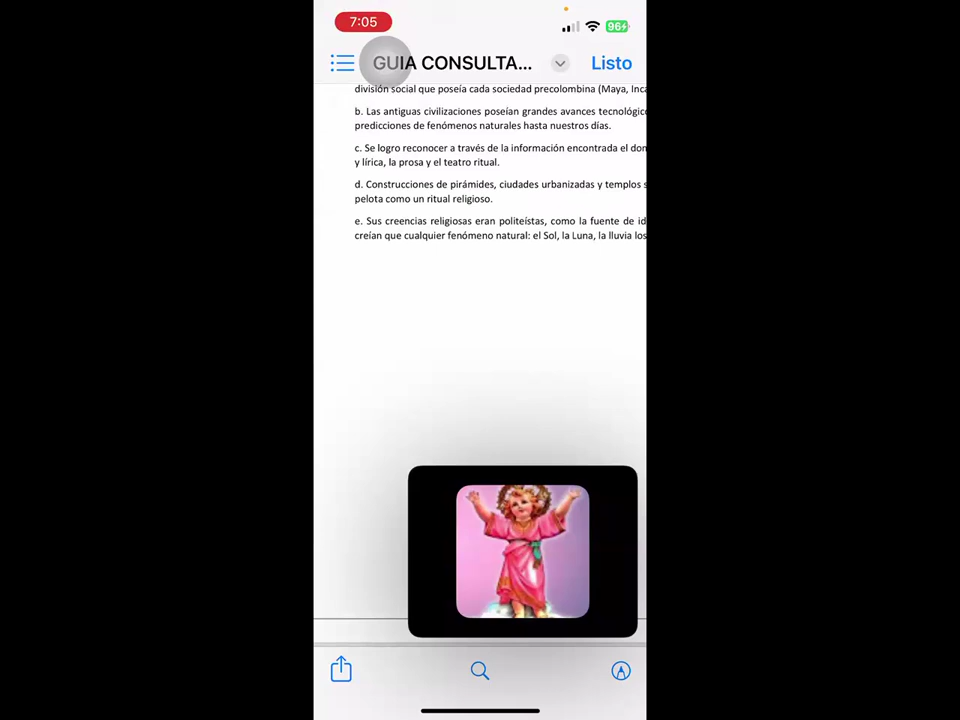 7:05
96
GUIA CONSULTA...
Listo
división social que poseía cada sociedad precolombina (Maya, Inca
b. Las antiguas civilizaciones poseían grandes avances tecnológic
predicciones de fenómenos naturales hasta nuestros días.
c. Se logro reconocer a través de la información encontrada el don
y lírica, la prosa y el teatro ritual.
d. Construcciones de pirámides, ciudades urbanizadas y templos s
pelota como un ritual religioso.
e. Sus creencias religiosas eran politeístas, como la fuente de id
creían que cualquier fenómeno natural: el Sol, la Luna, la lluvia los